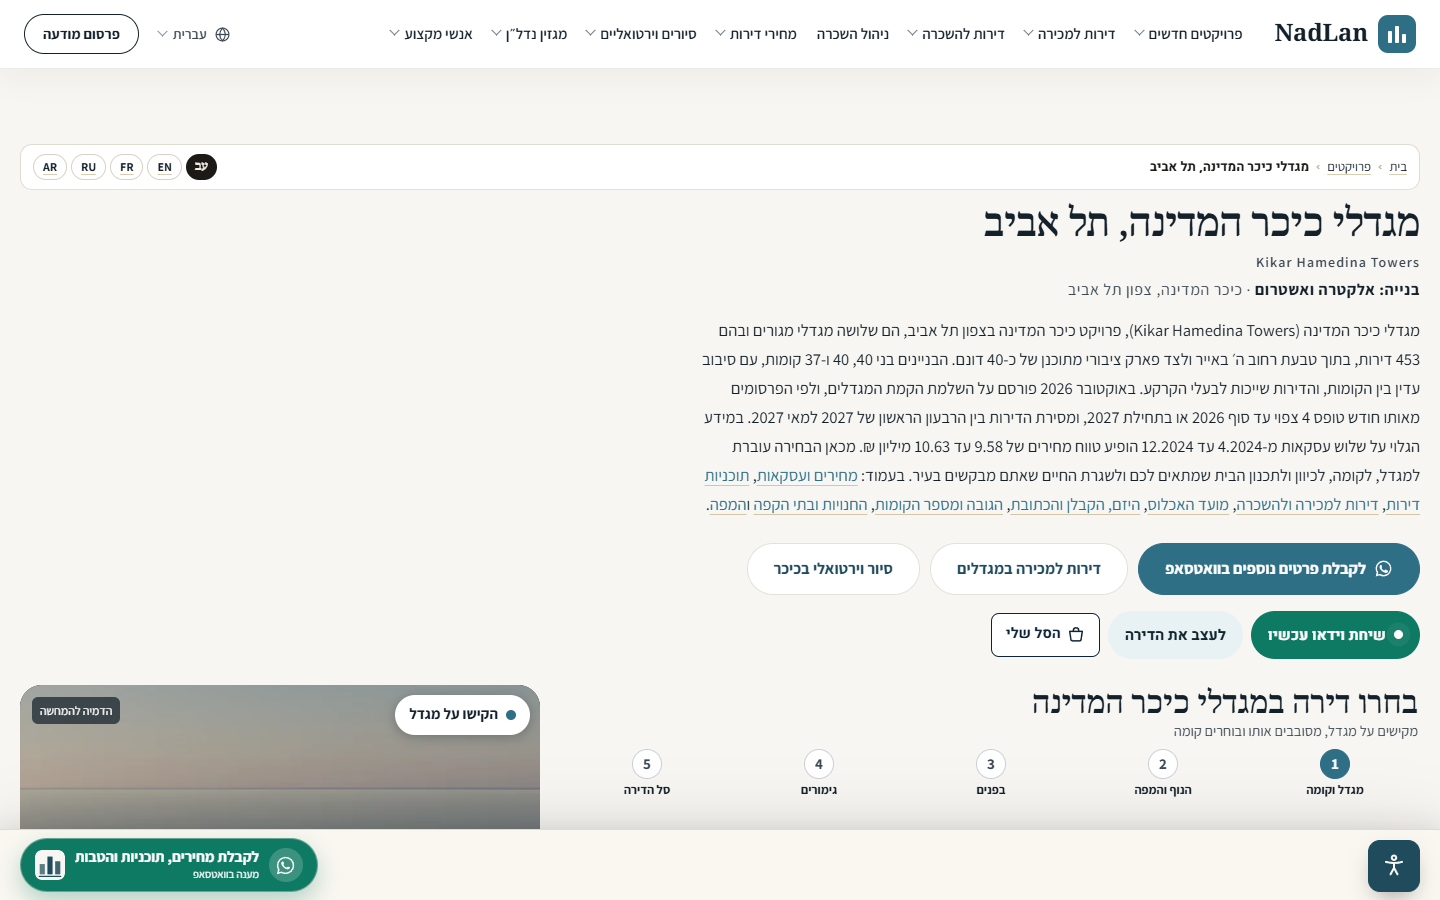 NadLan
פרויקטים חדשים
דירות למכירה
דירות להשכרה
ניהול השכרה
מחירי דירות
סיורים וירטואליים
מגזין נדל״ן
אנשי מקצוע
עברית
פרסום מודעה
בית › פרויקטים › מגדלי כיכר המדינה, תל אביב
עב EN FR RU AR
מגדלי כיכר המדינה, תל אביב
Kikar Hamedina Towers
בנייה: אלקטרה ואשטרום · כיכר המדינה, צפון תל אביב
מגדלי כיכר המדינה (Kikar Hamedina Towers), פרויקט כיכר המדינה בצפון תל אביב, הם שלושה מגדלי מגורים ובהם
453 דירות, בתוך טבעת רחוב ה׳ באייר ולצד פארק ציבורי מתוכנן של כ-40 דונם. הבניינים בני 40, 40 ו-37 קומות, עם סיבוב
עדין בין הקומות, והדירות שייכות לבעלי הקרקע. באוקטובר 2026 פורסם על השלמת הקמת המגדלים, ולפי הפרסומים
מאותו חודש טופס 4 צפוי עד סוף 2026 או בתחילת 2027, ומסירת הדירות בין הרבעון הראשון של 2027 למאי 2027. במידע
הגלוי על שלוש עסקאות מ-4.2024 עד 12.2024 הופיע טווח מחירים של 9.58 עד 10.63 מיליון ₪. מכאן הבחירה עוברת
למגדל, לקומה, לכיוון ולתכנון הבית שמתאים לכם ולשגרת החיים שאתם מבקשים בעיר. בעמוד: מחירים ועסקאות, תוכניות
דירות, דירות למכירה ולהשכרה, מועד האכלוס, היזם, הקבלן והכתובת, הגובה ומספר הקומות, החנויות ובתי הקפה והמפה.
לקבלת פרטים נוספים בוואטסאפ
דירות למכירה במגדלים
סיור וירטואלי בכיכר
שיחת וידאו עכשיו
לעצב את הדירה
הסל שלי
בחרו דירה במגדלי כיכר המדינה
מקישים על מגדל, מסובבים אותו ובוחרים קומה
1 2 3 4 5
מגדל וקומה
הנוף והמפה
בפנים
גימורים
סל הדירה
הקישו על מגדל
הדמיה להמחשה
לקבלת מחירים, תוכניות והטבות
מענה בוואטסאפ